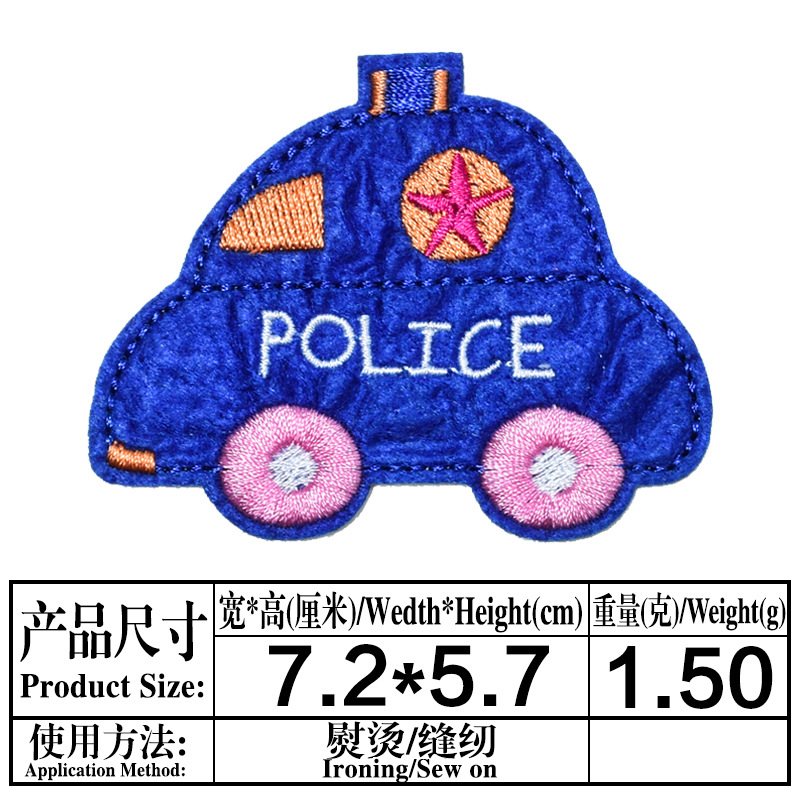 POLICE
产品尺寸
Product Size:
宽*高(厘米)/Wedth*Height(cm)
7.2*5.7
重量(克)/Weight(g)
1.50
使用方法:
Application Method:
熨烫/缝纫
Ironing/Sew on